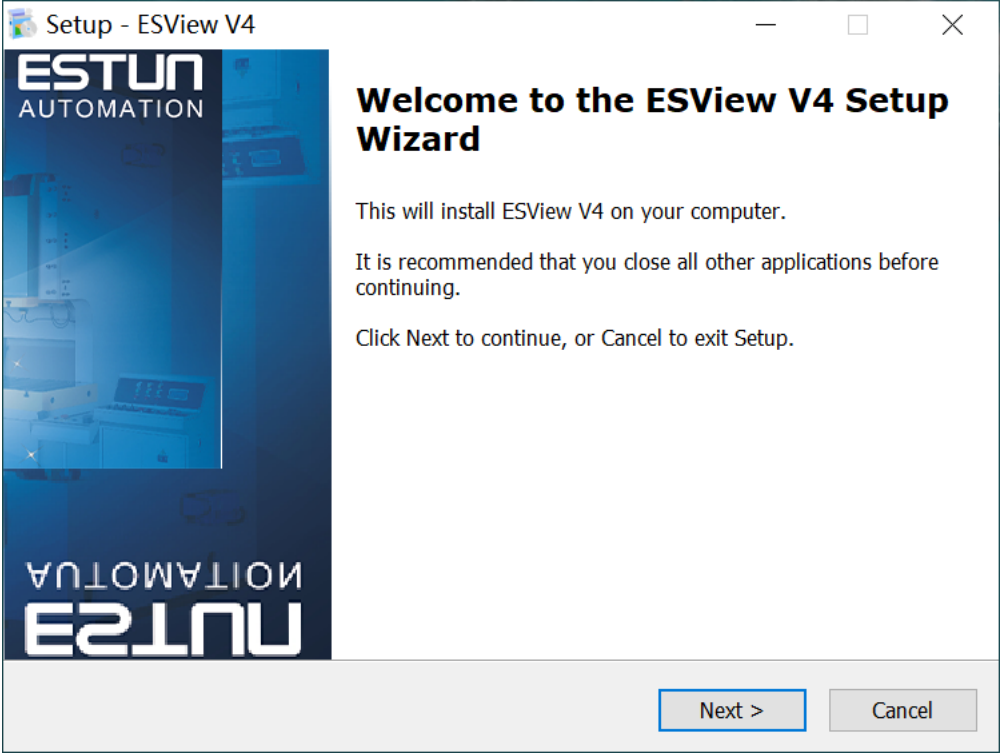 Setup - ESView V4
ESTUN
AUTOMATION
Welcome to the ESView V4 Setup
Wizard
This will install ESView V4 on your computer.
It is recommended that you close all other applications before
continuing.
Click Next to continue, or Cancel to exit Setup.
AUTOMATION
ESTUN
Next >
Cancel